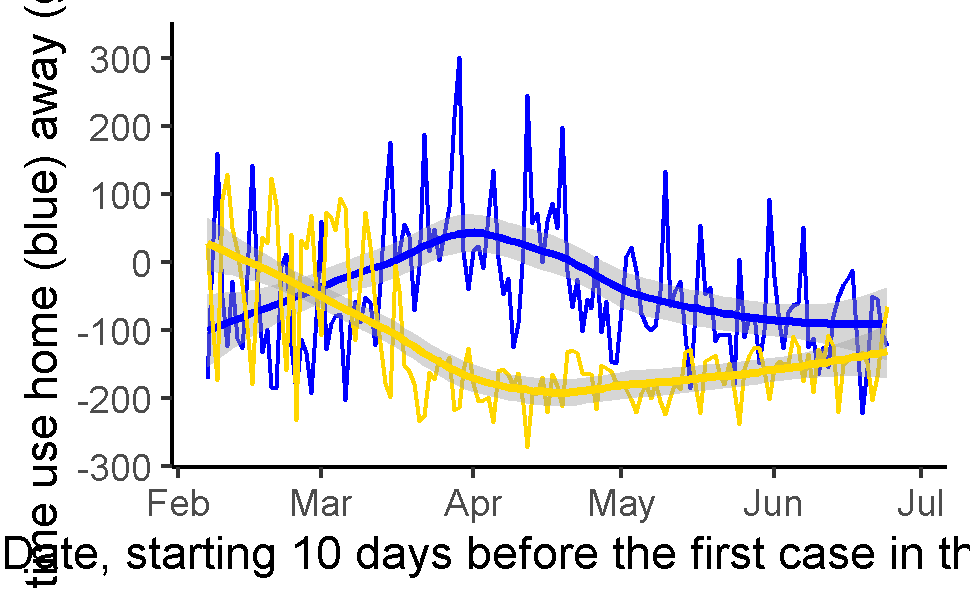 time use home (blue) away (
300
200
100
0
-100
-200
-300
Feb Mar Apr May Jun Jul
Date, starting 10 days before the first case in th